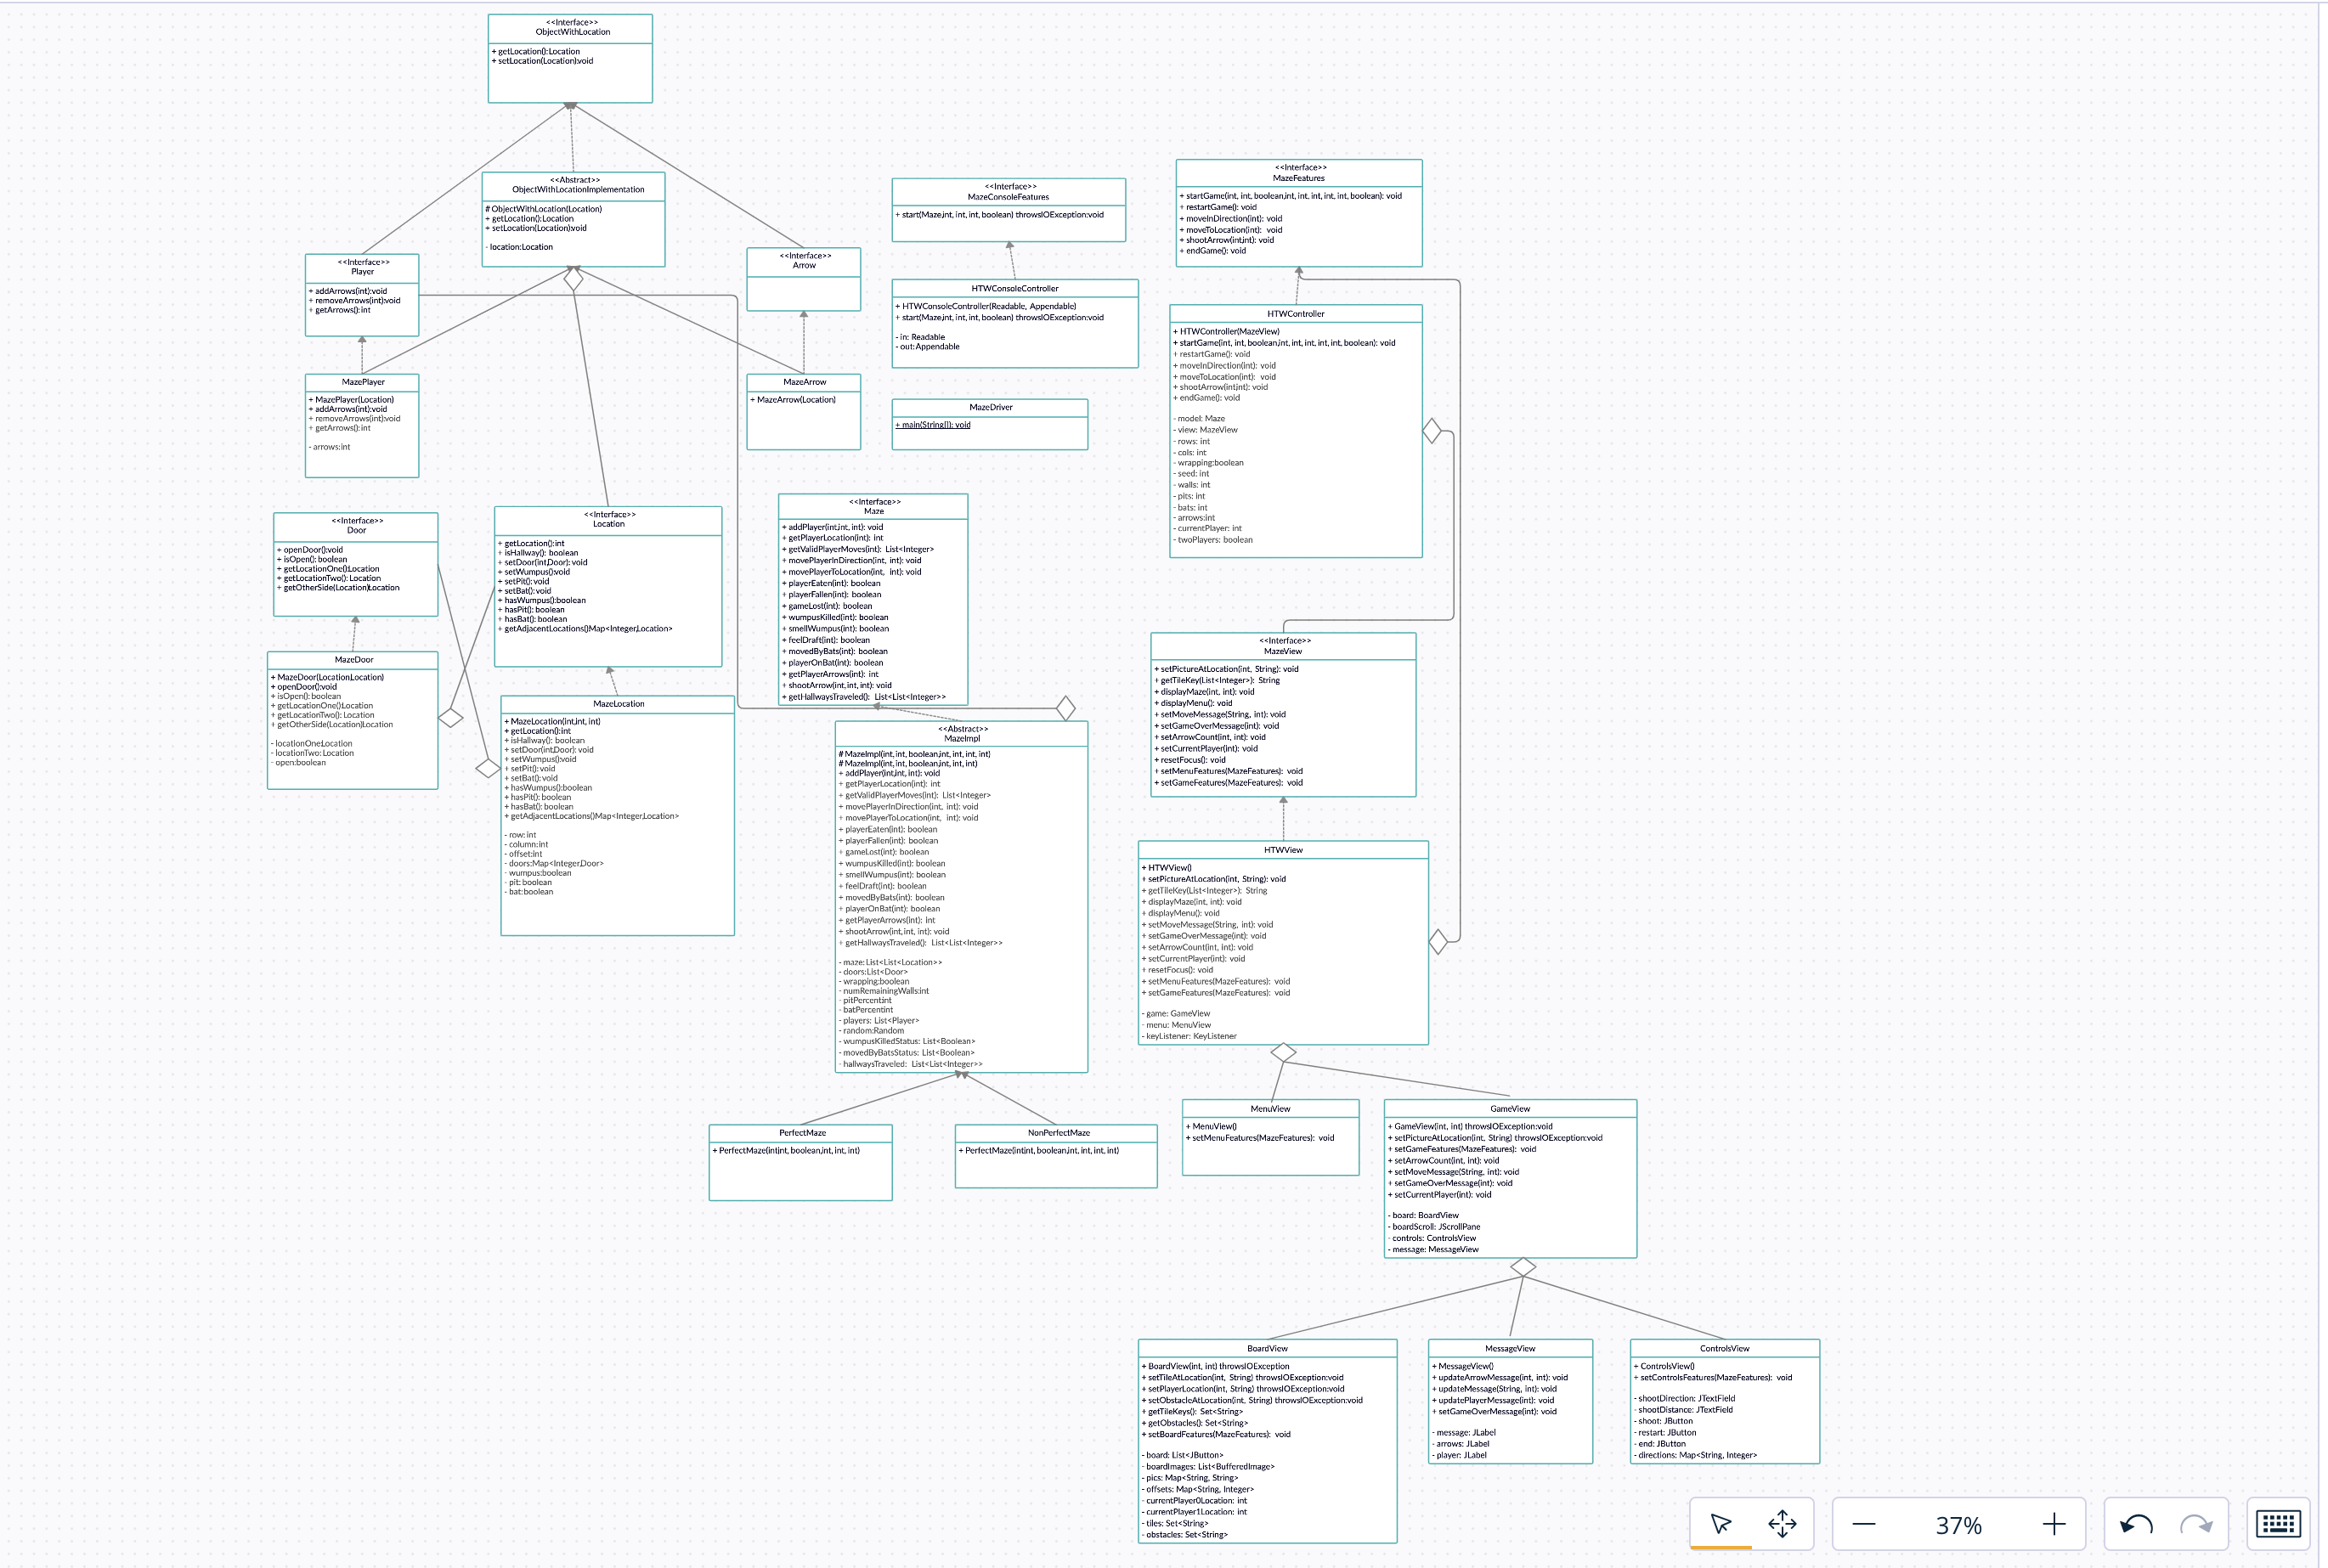 <<Interface>>
ObjectWithLocation
+ getLocation():Location
+ setLocation(Location):void
<<Abstract>>
ObjectWithLocationImplementation
# ObjectWithLocation(Location)
+ getLocation():Location
+ setLocation(Location):void
- location:Location
<<Interface>>
Player
+ addArrows(int):void
+ removeArrows(int):void
+ getArrows():int
<<Interface>>
Arrow
<<Interface>>
MazeConsoleFeatures
+ start(Maze,int, int, int, boolean) throwsIOException:void
<<Interface>>
MazeFeatures
+ startGame(int, int, boolean,int, int, int, int, int, boolean): void
+ restartGame(): void
+ moveInDirection(int): void
+ moveToLocation(int): void
+ shootArrow(int,int): void
+ endGame(): void
HTWConsoleController
+ HTWConsoleController(Readable, Appendable)
+ start(Maze,int, int, int, boolean) throwsIOException:void
- in: Readable
- out: Appendable
HTWController
+ HTWController(MazeView)
+ startGame(int, int, boolean,int, int, int, int, int, boolean): void
+ restartGame(): void
+ moveInDirection(int): void
+ moveToLocation(int): void
+ shootArrow(int,int): void
+ endGame(): void
- model: Maze
- view: MazeView
- rows: int
- cols: int
- wrapping:boolean
- seed: int
- walls: int
- pits: int
- bats: int
- arrows:int
- currentPlayer: int
- twoPlayers: boolean
MazePlayer
+ MazePlayer(Location)
+ addArrows(int):void
+ removeArrows(int):void
+ getArrows():int
- arrows:int
MazeArrow
+ MazeArrow(Location)
MazeDriver
+ main(String[]): void
<<Interface>>
Door
+ openDoor():void
+ isOpen(): boolean
+ getLocationOne():Location
+ getLocationTwo(): Location
+ getOtherSide(Location):Location
<<Interface>>
Location
+ getLocation():int
+ isHallway(): boolean
+ setDoor(int,Door): void
+ setWumpus():void
+ setPit(): void
+ setBat(): void
+ hasWumpus():boolean
+ hasPit(): boolean
+ hasBat(): boolean
+ getAdjacentLocations():Map<Integer,Location>
<<Interface>>
Maze
+ addPlayer(int,int, int): void
+ getPlayerLocation(): int
+ getValidPlayerMoves(int): List<Integer>
+ movePlayerInDirection(int, int): void
+ movePlayerToLocation(int, int): void
+ playerEaten(int): boolean
+ playerFallen(int): boolean
+ gameLost(int): boolean
+ wumpusKilled(int): boolean
+ smellWumpus(int): boolean
+ feelDraft(int): boolean
+ movedByBats(int): boolean
+ playerOnBat(int): boolean
+ getPlayerArrows(int): int
+ shootArrow(int, int, int): void
+ getHallwaysTraveled(): List<List<Integer>>
MazeDoor
+ MazeDoor(Location,Location)
+ openDoor():void
+ isOpen(): boolean
+ getLocationOne():Location
+ getLocationTwo(): Location
+ getOtherSide(Location):Location
- locationOne:Location
- locationTwo: Location
- open:boolean
MazeLocation
+ MazeLocation(int,int, int)
+ getLocation():int
+ isHallway(): boolean
+ setDoor(int,Door): void
+ setWumpus():void
+ setPit(): void
+ setBat(): void
+ hasWumpus():boolean
+ hasPit(): boolean
+ hasBat(): boolean
+ getAdjacentLocations():Map<Integer,Location>
- row: int
- column:int
- offset:int
- doors:Map<Integer,Door>
- wumpus:boolean
- pit: boolean
- bat:boolean
<<Abstract>>
MazeImpl
# MazeImpl(int, int, boolean,int, int, int, int)
# MazeImpl(int, int, boolean,int, int, int)
+ addPlayer(int,int, int): void
+ getPlayerLocation(): int
+ getValidPlayerMoves(int): List<Integer>
+ movePlayerInDirection(int, int): void
+ movePlayerToLocation(int, int): void
+ playerEaten(int): boolean
+ playerFallen(int): boolean
+ gameLost(int): boolean
+ wumpusKilled(int): boolean
+ smellWumpus(int): boolean
+ feelDraft(int): boolean
+ movedByBats(int): boolean
+ playerOnBat(int): boolean
+ getPlayerArrows(int): int
+ shootArrow(int, int, int): void
+ getHallwaysTraveled(): List<List<Integer>>
- maze: List<List<Location>>
- doors:List<Door>
- wrapping:boolean
- numRemainingWalls:int
- pitPercent:int
- batPercent:int
- players: List<Player>
- random:Random
- wumpusKilledStatus: List<Boolean>
- movedByBatsStatus: List<Boolean>
- hallwaysTraveled: List<List<Integer>>
<<Interface>>
MazeView
+ setPictureAtLocation(int, String): void
+ getTileKey(List<Integer>): String
+ displayMaze(int, int): void
+ displayMenu(): void
+ setMoveMessage(String, int): void
+ setGameOverMessage(int): void
+ setArrowCount(int, int): void
+ setCurrentPlayer(int): void
+ resetFocus(): void
+ setMenuFeatures(MazeFeatures): void
+ setGameFeatures(MazeFeatures): void
HTWView
+ HTWView()
+ setPictureAtLocation(int, String): void
+ getTileKey(List<Integer>): String
+ displayMaze(int, int): void
+ displayMenu(): void
+ setMoveMessage(String, int): void
+ setGameOverMessage(int): void
+ setArrowCount(int, int): void
+ setCurrentPlayer(int): void
+ resetFocus(): void
+ setMenuFeatures(MazeFeatures): void
+ setGameFeatures(MazeFeatures): void
- game: GameView
- menu: MenuView
- keyListener: KeyListener
PerfectMaze
+ PerfectMaze(int,int, boolean,int, int, int)
NonPerfectMaze
+ PerfectMaze(int,int, boolean,int, int, int, int)
MenuView
+ MenuView()
+ setMenuFeatures(MazeFeatures): void
GameView
+ GameView(int, int) throwsIOException:void
+ setPictureAtLocation(int, String) throwsIOException:void
+ setGameFeatures(MazeFeatures): void
+ setArrowCount(int, int): void
+ setMoveMessage(String, int): void
+ setGameOverMessage(int): void
+ setCurrentPlayer(int): void
- board: BoardView
- boardScroll: JScrollPane
- controls: ControlsView
- message: MessageView
BoardView
+ BoardView(int, int) throwsIOException
+ setTileAtLocation(int, String) throwsIOException:void
+ setPlayerLocation(int, String) throwsIOException:void
+ setObstacleAtLocation(int, String) throwsIOException:void
+ getTileKeys(): Set<String>
+ getObstacles(): Set<String>
+ setBoardFeatures(MazeFeatures): void
- board: List<JButton>
- boardImages: List<BufferedImage>
- pics: Map<String, String>
- offsets: Map<String, Integer>
- currentPlayer0Location: int
- currentPlayer1Location: int
- tiles: Set<String>
- obstacles: Set<String>
MessageView
+ MessageView()
+ updateArrowMessage(int, int): void
+ updateMessage(String, int): void
+ updatePlayerMessage(int): void
+ setGameOverMessage(int): void
- message: JLabel
- arrows: JLabel
- player: JLabel
ControlsView
+ ControlsView()
+ setControlsFeatures(MazeFeatures): void
- shootDirection: JTextField
- shootDistance: JTextField
- shoot: JButton
- restart: JButton
- end: JButton
- directions: Map<String, Integer>
37%